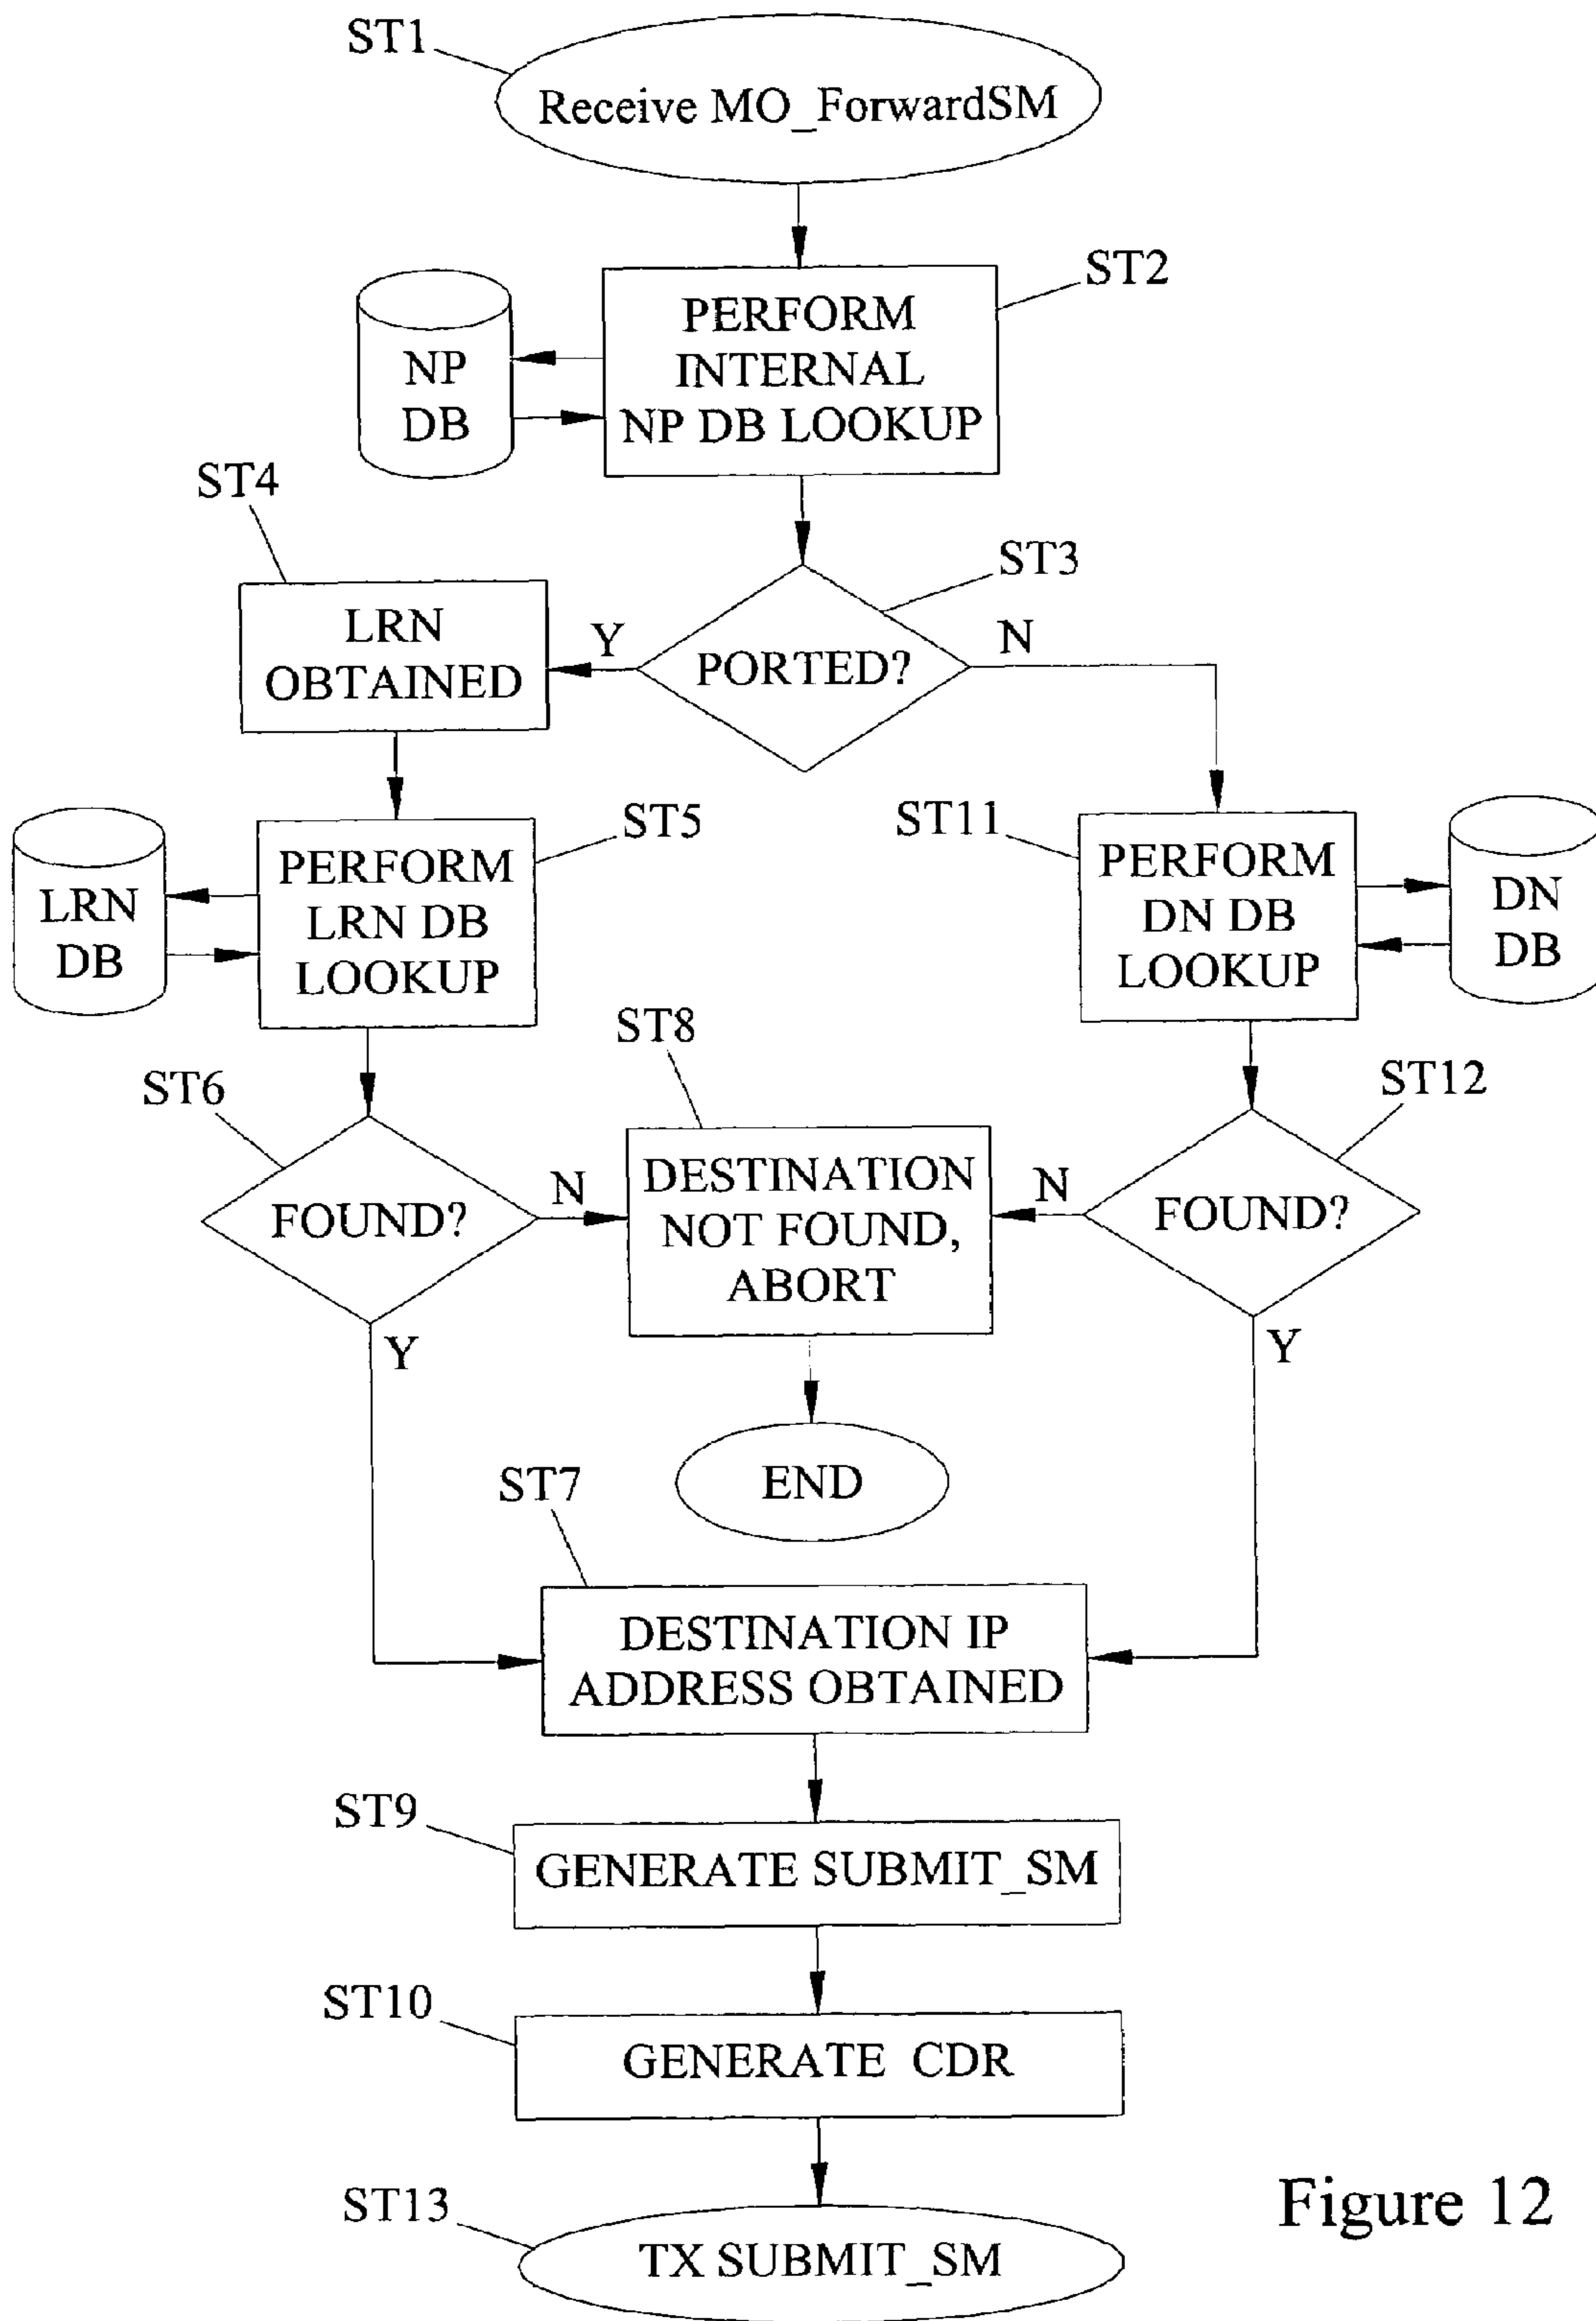 ST1
Receive MO_ForwardSM
ST2
PERFORM
INTERNAL
NP DB LOOKUP
NP
DB
ST4
ST3
LRN
OBTAINED
Y
PORTED?
N
ST5
ST11
PERFORM
LRN DB
LOOKUP
LRN
DB
PERFORM
DN DB
LOOKUP
DN
DB
ST8
ST6
ST12
FOUND?
N
DESTINATION
NOT FOUND,
ABORT
N
FOUND?
Y
Y
END
ST7
DESTINATION IP
ADDRESS OBTAINED
ST9
GENERATE SUBMIT_SM
ST10
GENERATE CDR
ST13
TX SUBMIT_SM
Figure 12